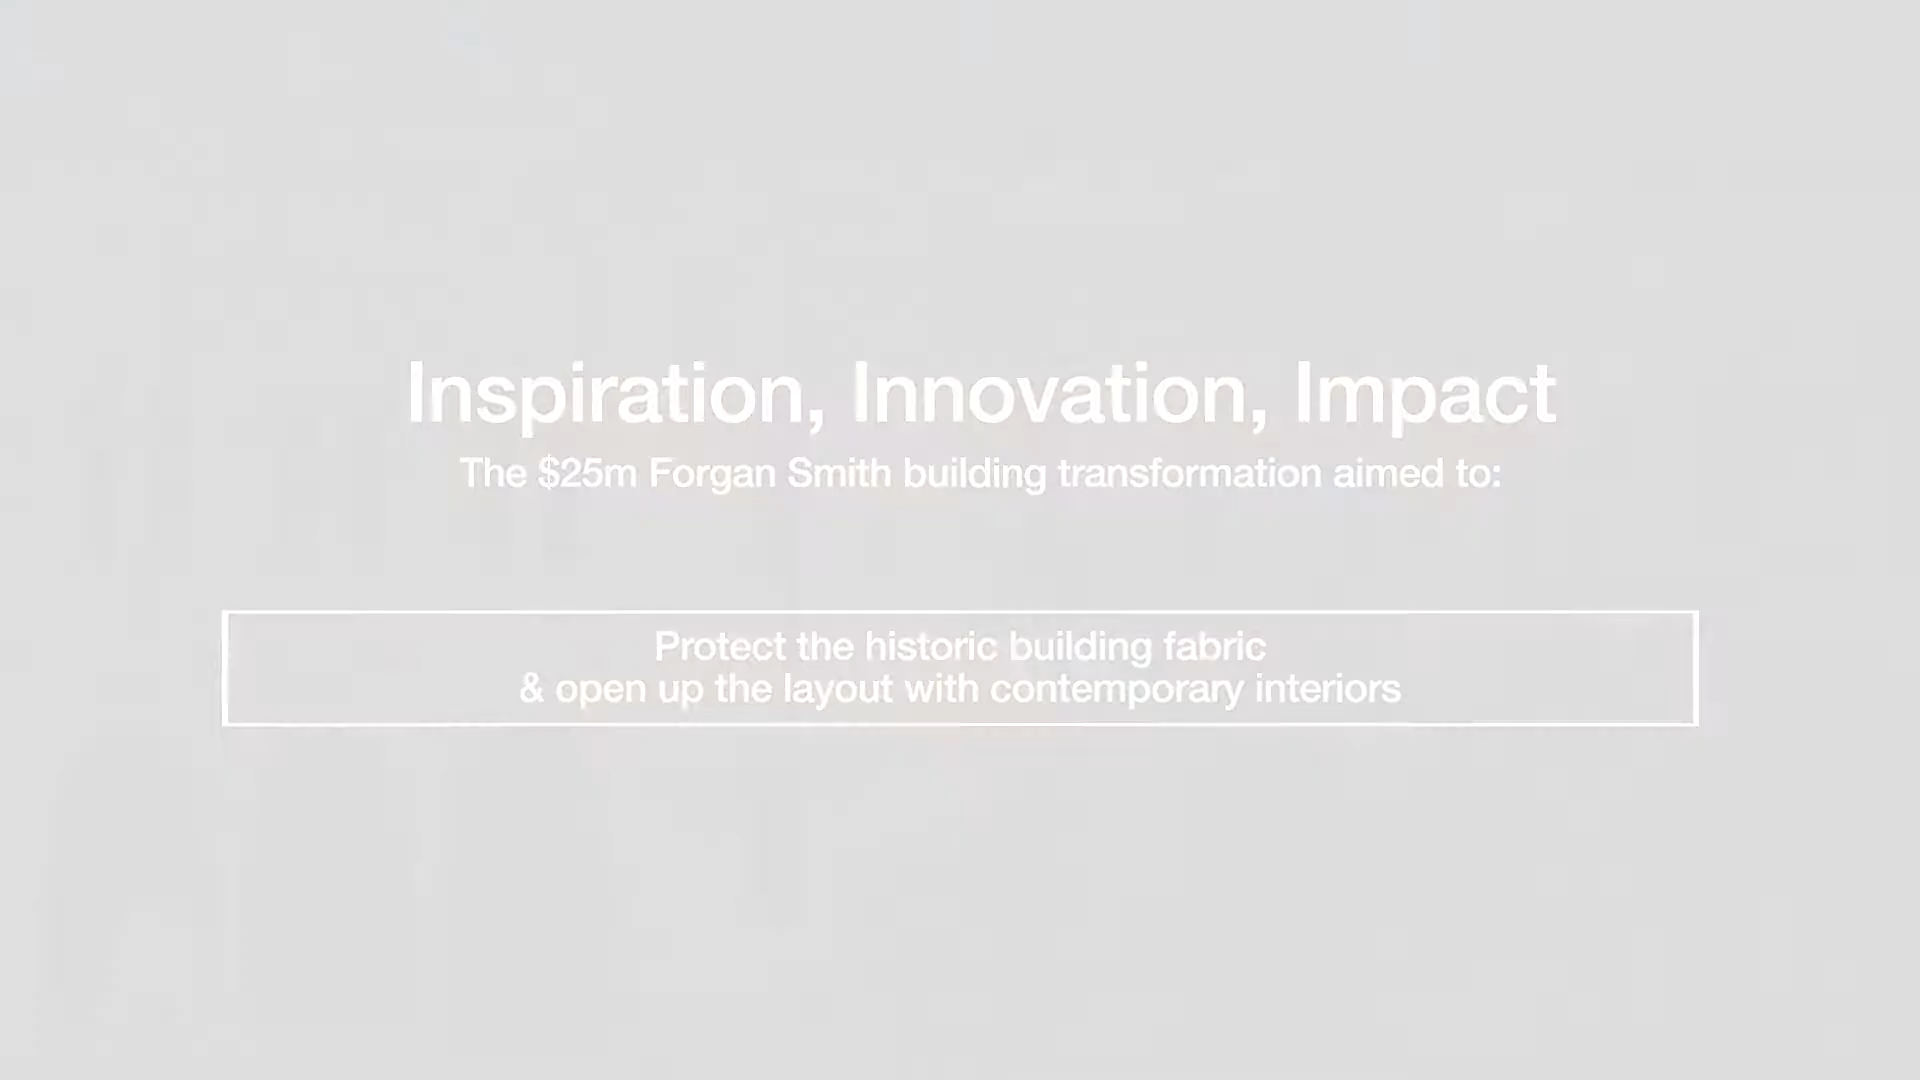 Inspiration, Innovation, Impact
The $25m Forgan Smith building transformation aimed to:
Protect the historic building fabric
& open up the layout with contemporary interiors